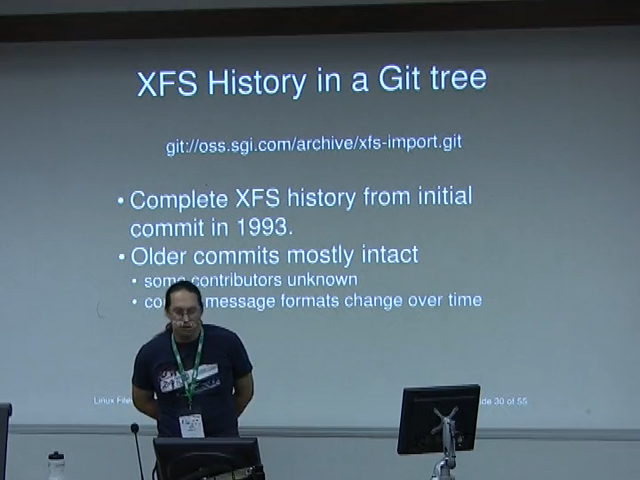 XFS History in a Git tree
git://oss.sgi.com/archive/xfs-import.git
• Complete XFS history from initial
commit in 1993.
• Older commits mostly intact
• some contributors unknown
• co message formats change over time
Linux File
de 30 of 55